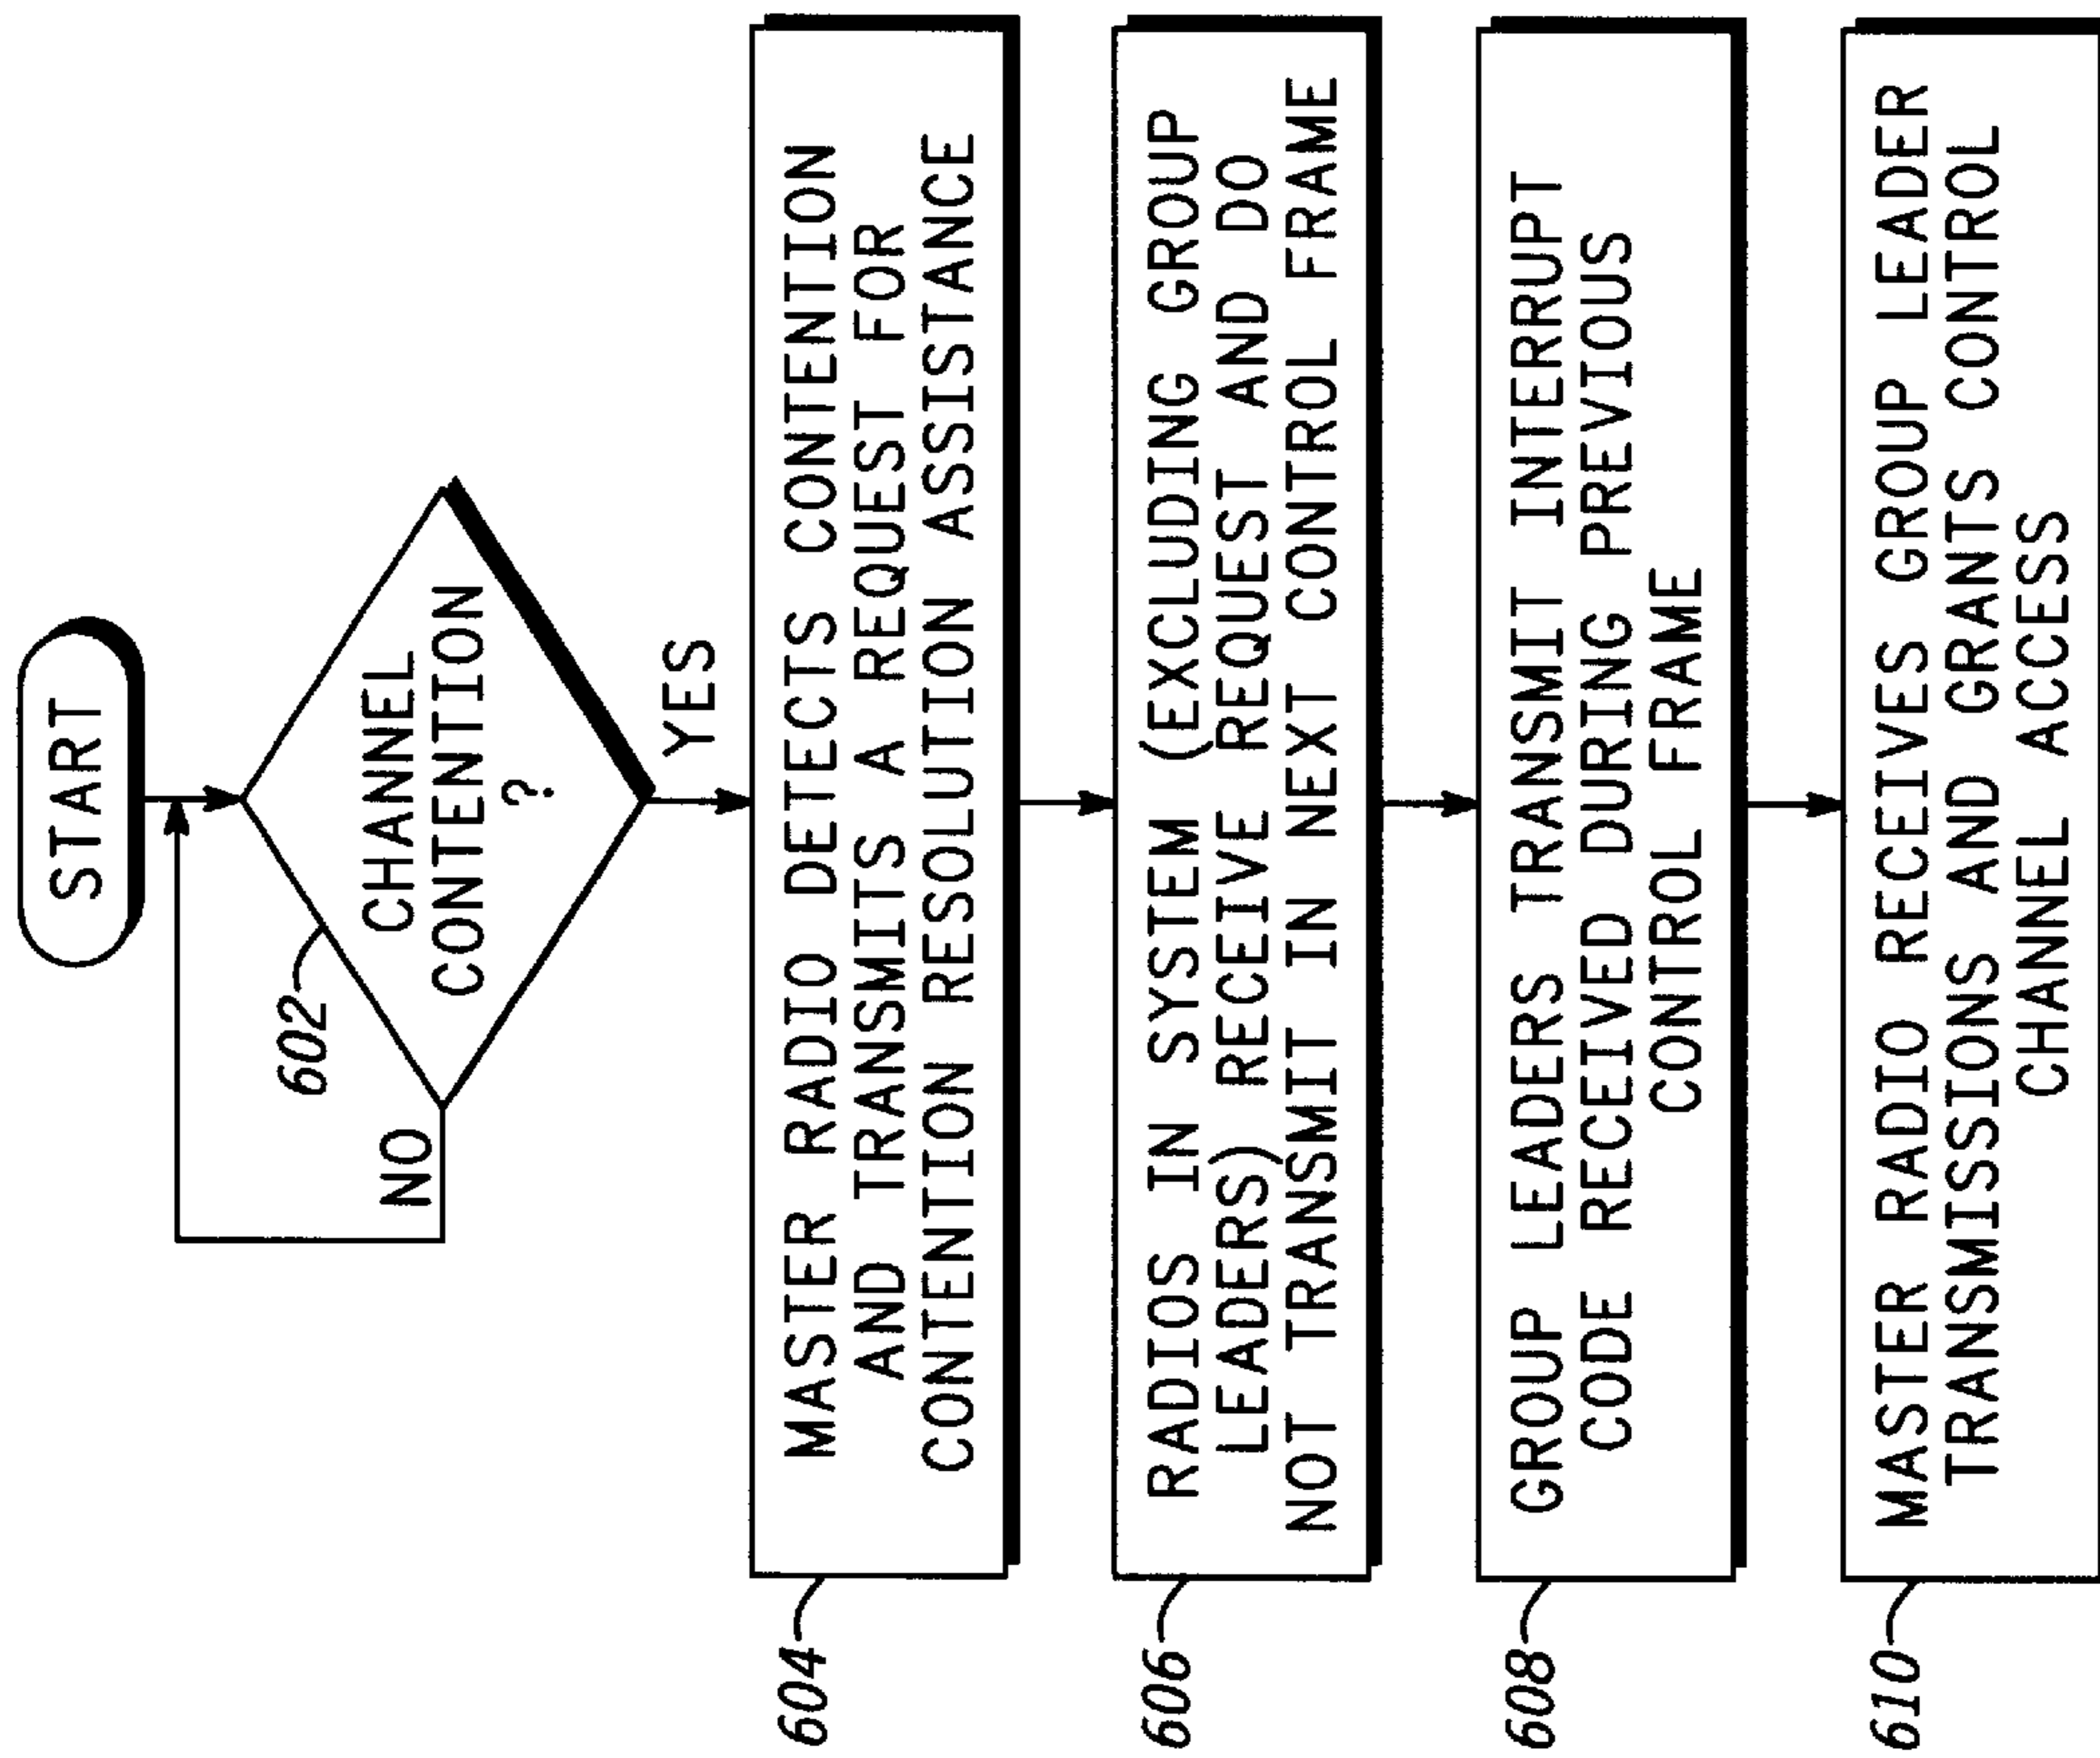 START
602
CHANNEL
CONTENTION
?
NO
YES
604
MASTER RADIO DETECTS CONTENTION
AND TRANSMITS A REQUEST FOR
CONTENTION RESOLUTION ASSISTANCE
606
RADIOS IN SYSTEM (EXCLUDING GROUP
LEADERS) RECEIVE REQUEST AND DO
NOT TRANSMIT IN NEXT CONTROL FRAME
608
GROUP LEADERS TRANSMIT INTERRUPT
CODE RECEIVED DURING PREVIOUS
CONTROL FRAME
610
MASTER RADIO RECEIVES GROUP LEADER
TRANSMISSIONS AND GRANTS CONTROL
CHANNEL ACCESS